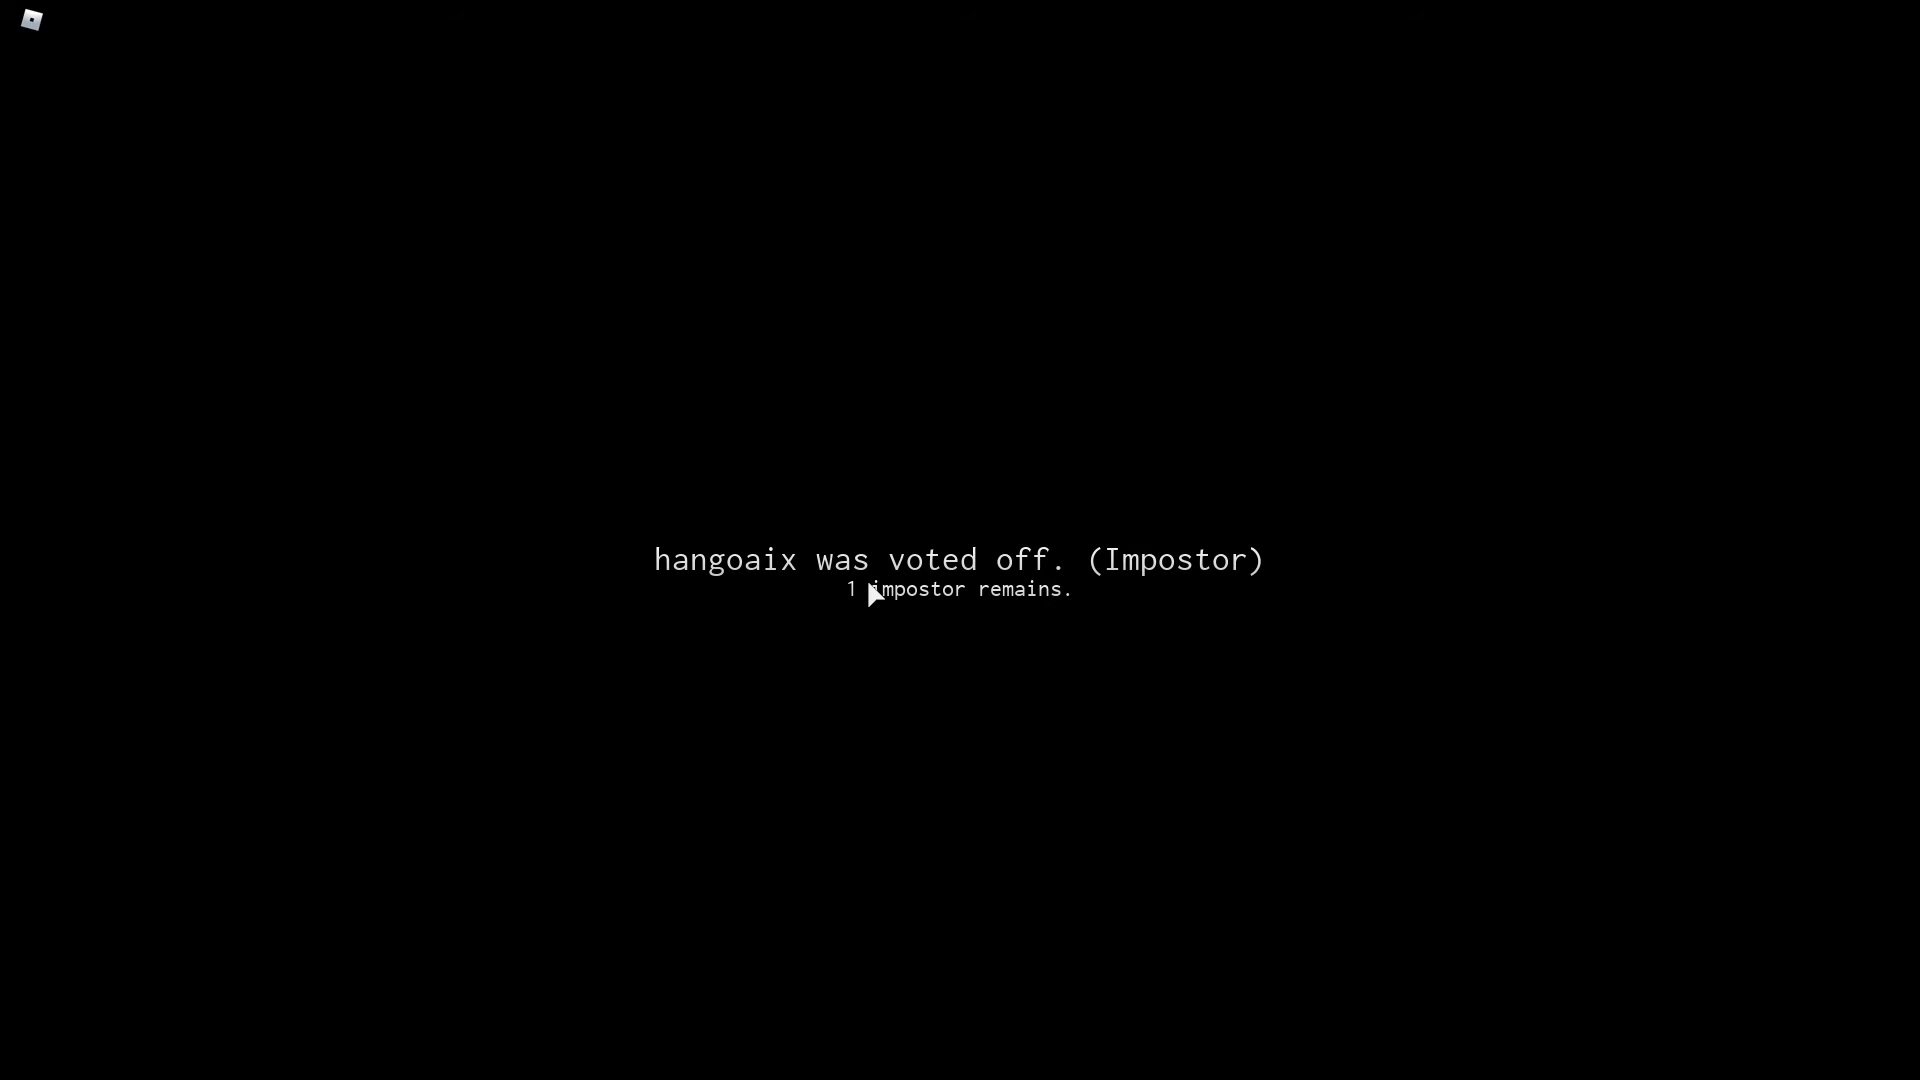 hangoaix was voted off. (Impostor)
1 impostor remains.